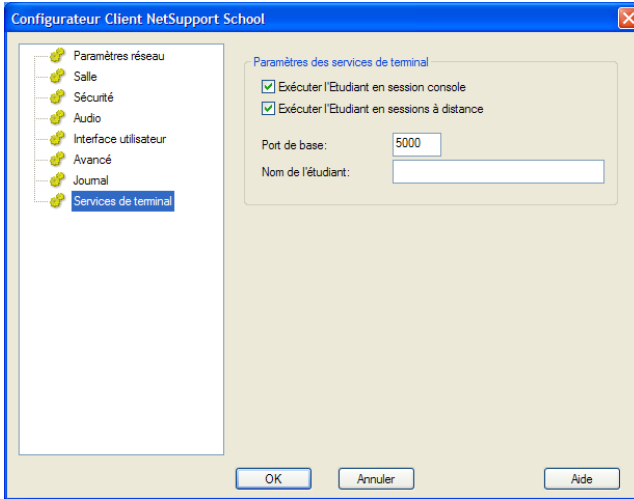 Configurateur Client NetSupport School
Paramètres réseau
Salle
Sécurité
Audio
Interface utilisateur
Avancé
Journal
Services de terminal
Paramètres des services de terminal
Exécuter l'Etudiant en session console
Exécuter l'Etudiant en sessions à distance
Port de base: 5000
Nom de l'étudiant:
OK Annuler Aide